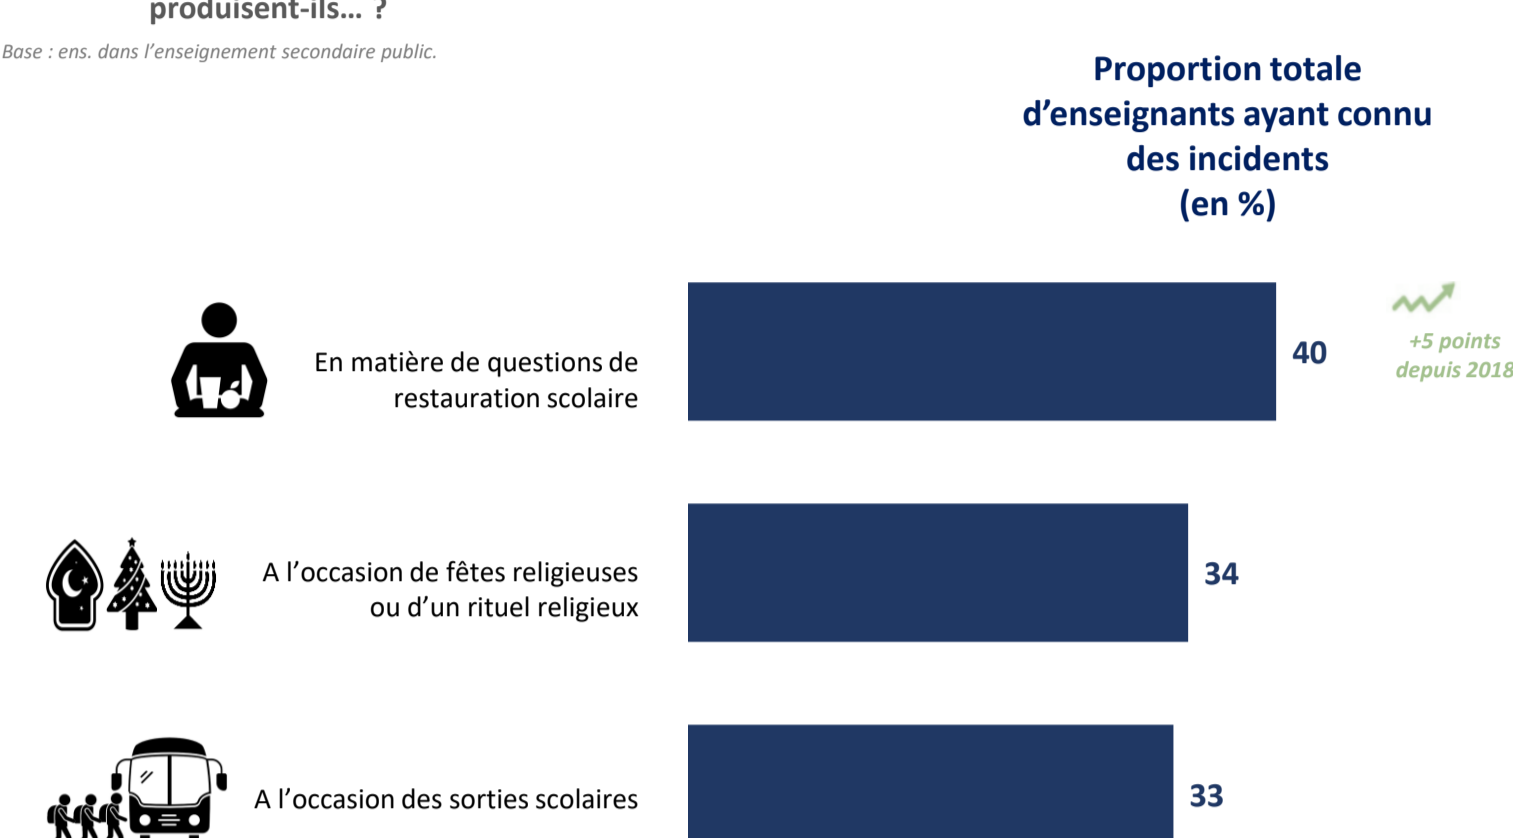 produisent-ils… ?
Base : ens. dans l’enseignement secondaire public.
Proportion totale
d’enseignants ayant connu
des incidents
(en %)
En matière de questions de
restauration scolaire
40
+5 points
depuis 2018
A l’occasion de fêtes religieuses
ou d’un rituel religieux
34
A l’occasion des sorties scolaires
33